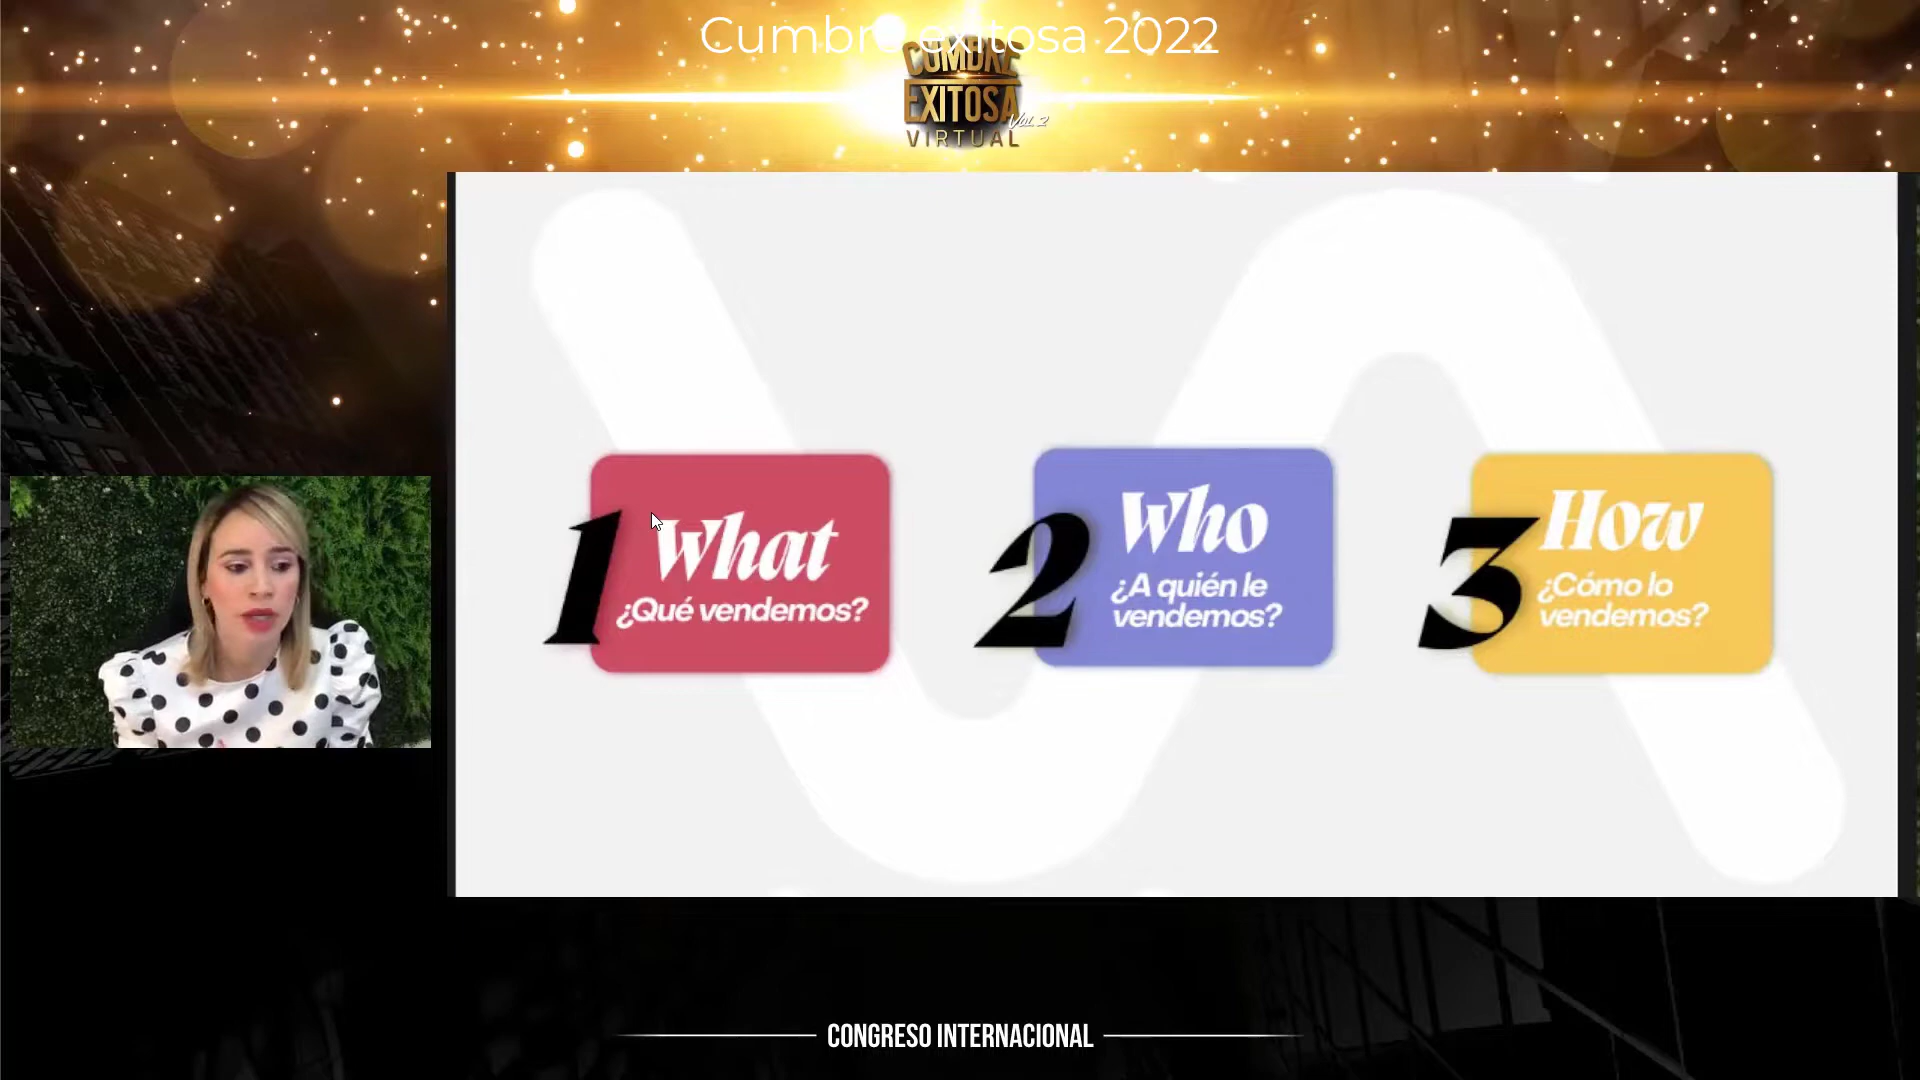 Cumbre exitosa 2022
CUMBRE
EXITOSA
Vol 2
VIRTUAL
1
What
¿Qué vendemos?
2
Who
¿A quién le
vendemos?
3
How
¿Cómo lo
vendemos?
CONGRESO INTERNACIONAL